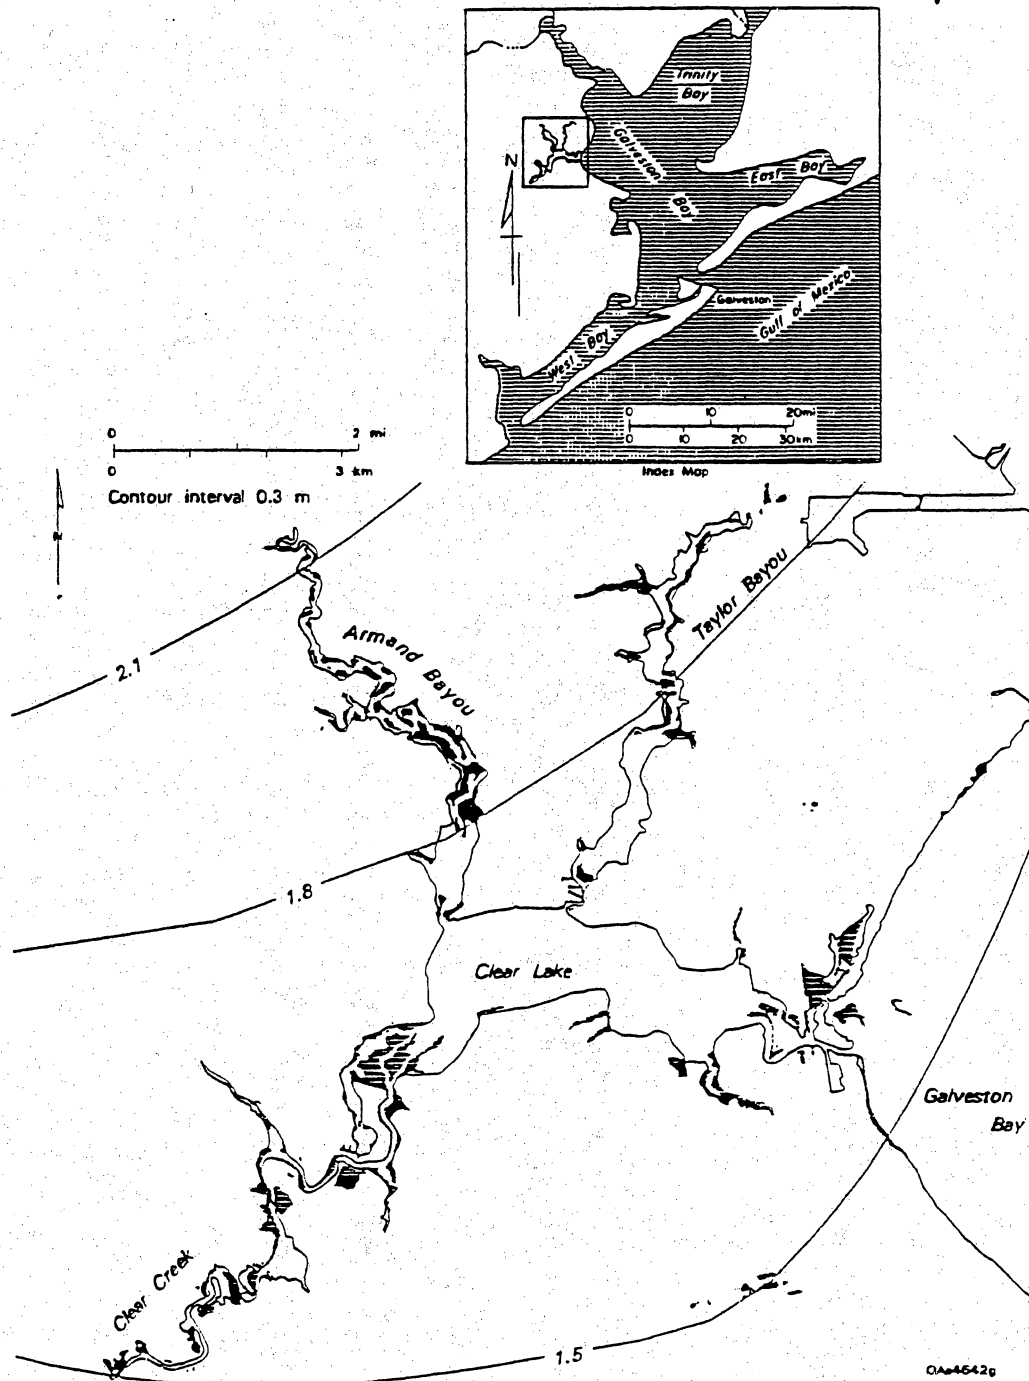 Trinity
Bay
Galveston
Bay
East Bay
N
Galveston
Gulf of Mexico
West Bay
0 10 20mi
0 10 20 30km
Index Map
0 2 mi
0 3 km
Contour interval 0.3 m
2.1
Armand Bayou
Taylor Bayou
1.8
Clear Lake
Galveston
Bay
Clear Creek
1.5